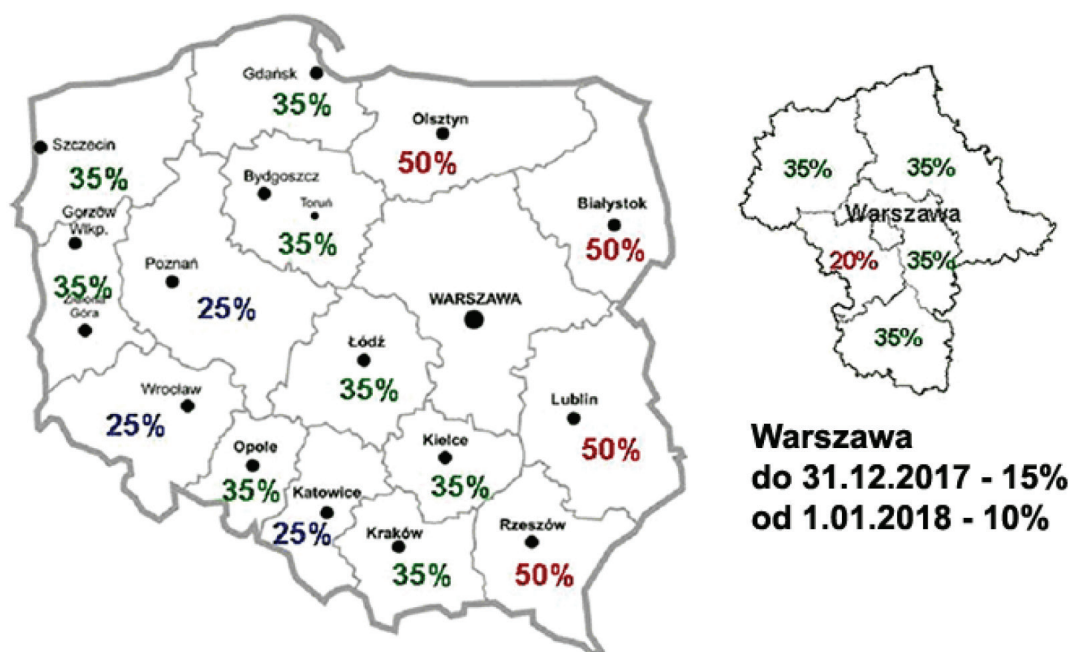 Gdańsk
35%
Olsztyn
50%
Szczecin
35%
Bydgoszcz
Toruń
35%
Białystok
50%
Gorzów
Wlkp.
35%
Zielona
Góra
Poznań
25%
WARSZAWA
Łódź
35%
Wrocław
25%
Lublin
50%
Opole
35%
Kielce
35%
Katowice
25%
Kraków
35%
Rzeszów
50%
35%
35%
Warszawa
20%
35%
35%
Warszawa
do 31.12.2017 - 15%
od 1.01.2018 - 10%